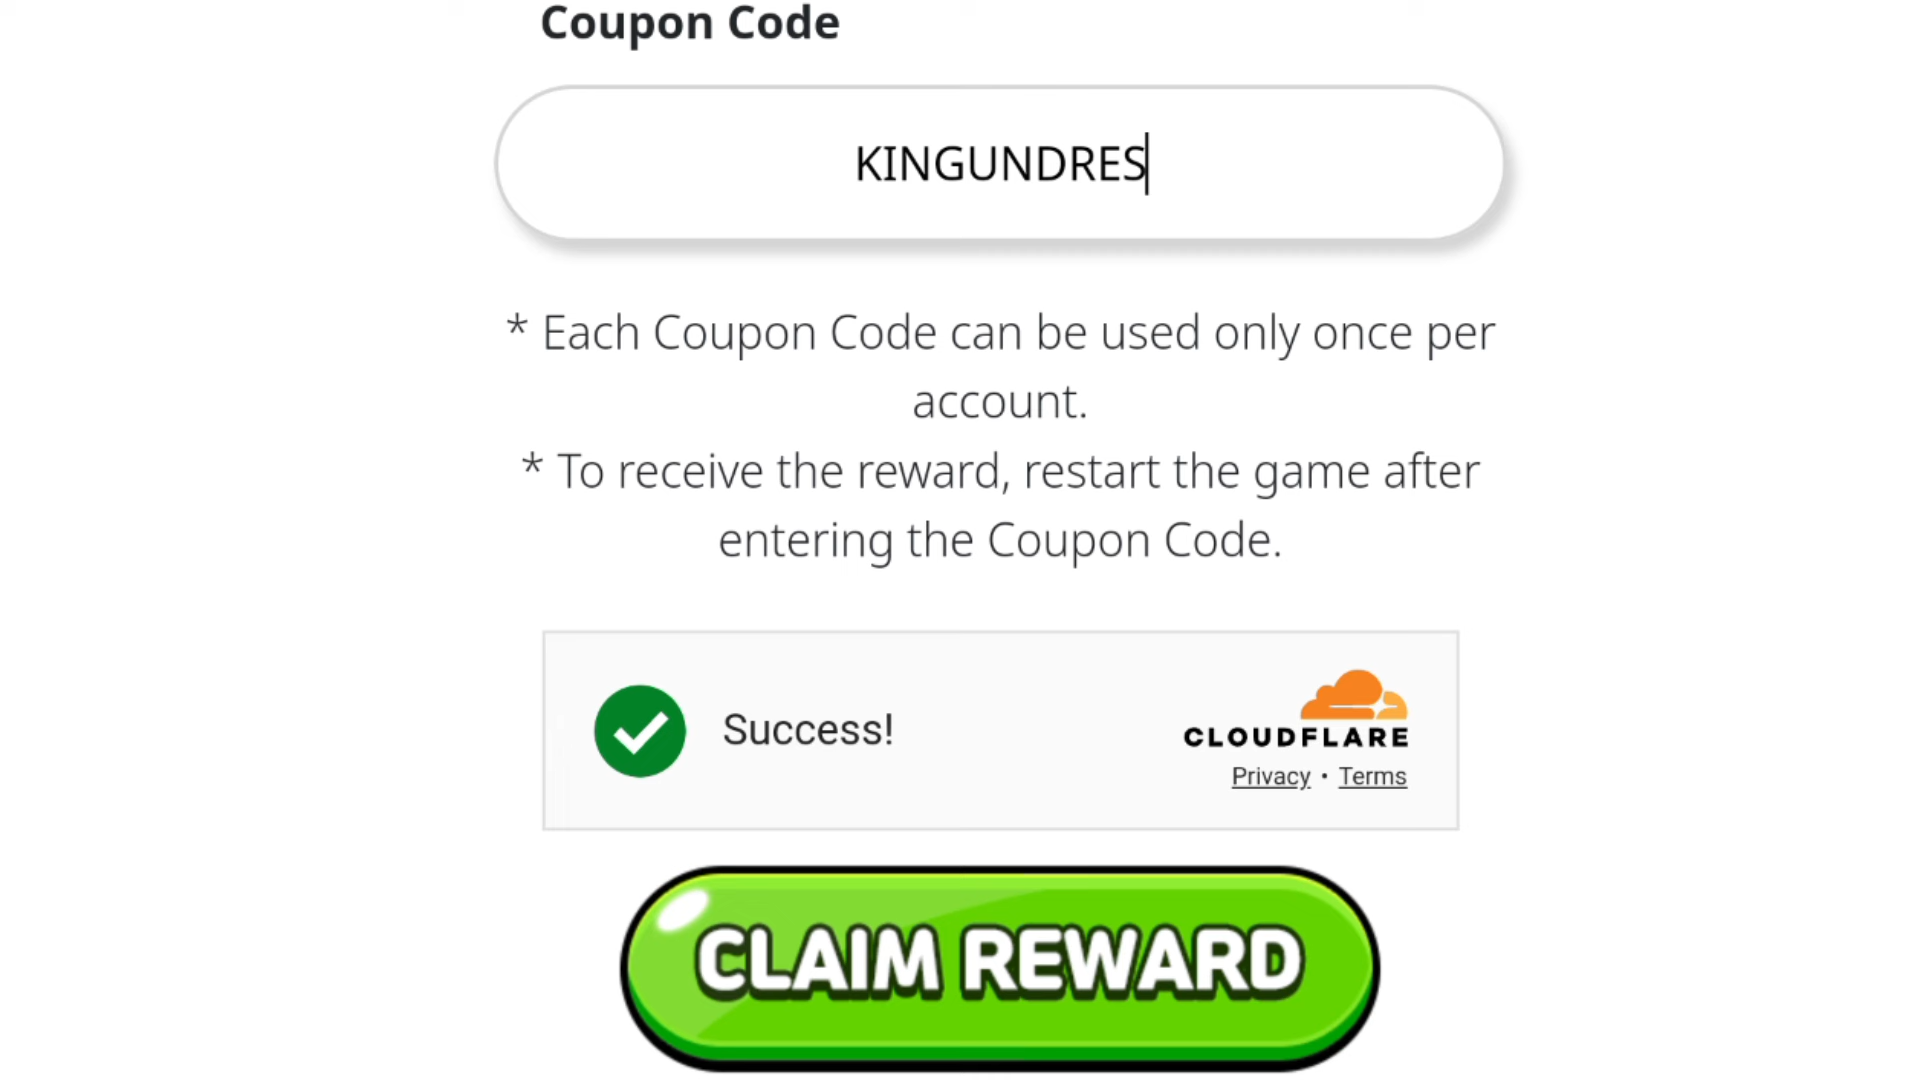 Coupon Code
KINGUNDRES
* Each Coupon Code can be used only once per
account.
* To receive the reward, restart the game after
entering the Coupon Code.
Success!
CLOUDFLARE
Privacy • Terms
CLAIM REWARD